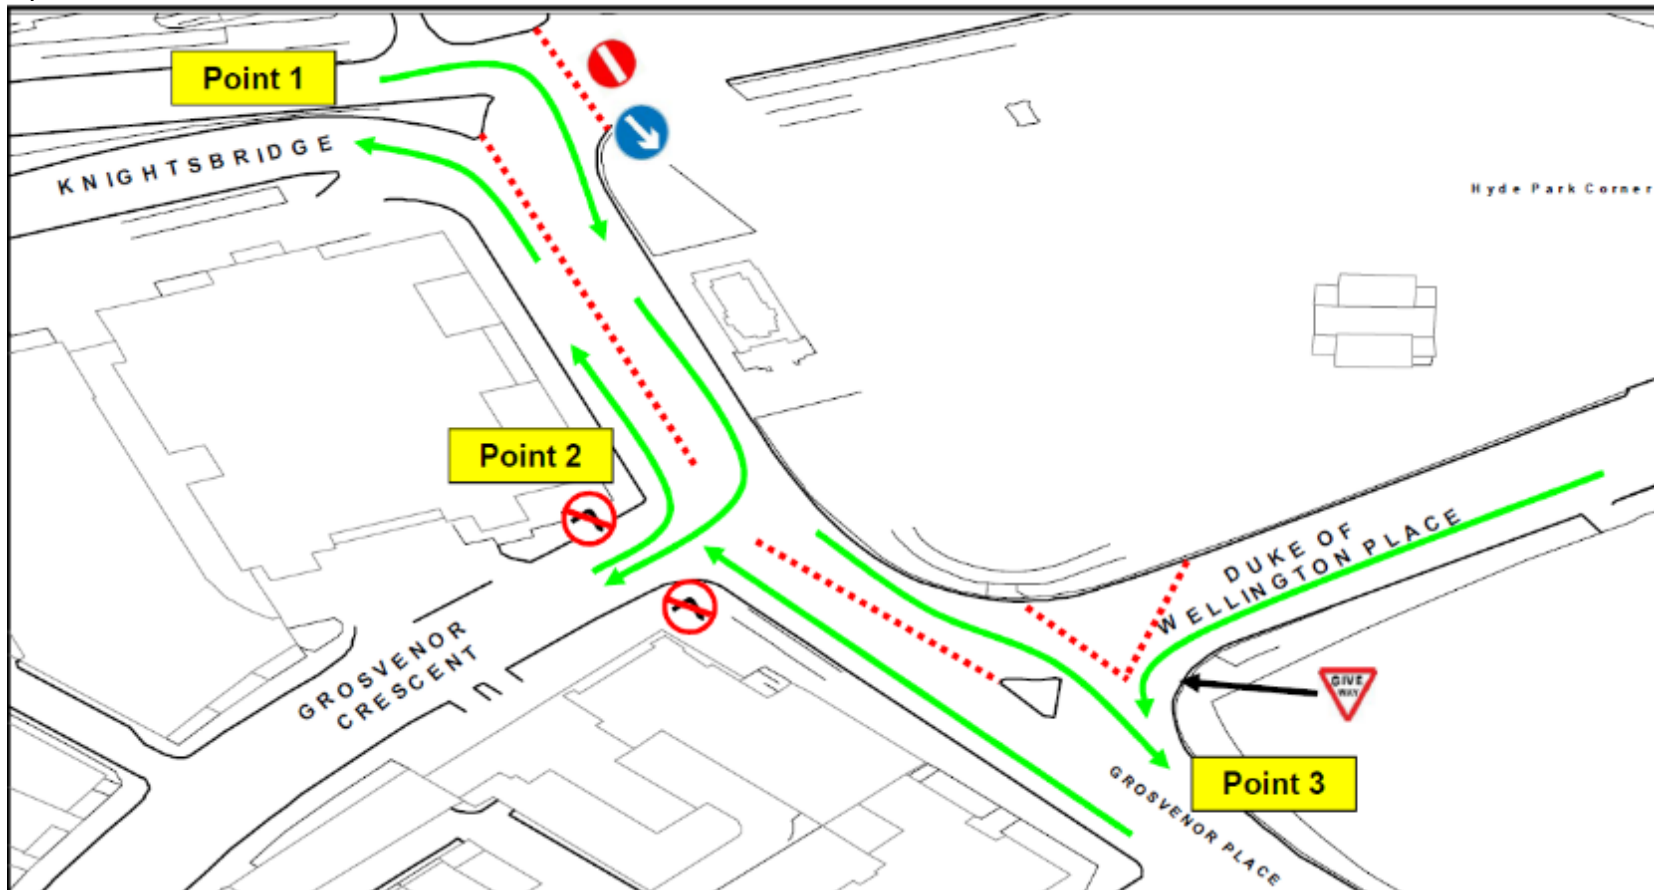 Point 1
KNIGHTSBRIDGE
Hyde Park Corner
Point 2
DUKE OF
WELLINGTON PLACE
GROSVENOR
CRESCENT
GIVE
WAY
Point 3
GROSVENOR PLACE